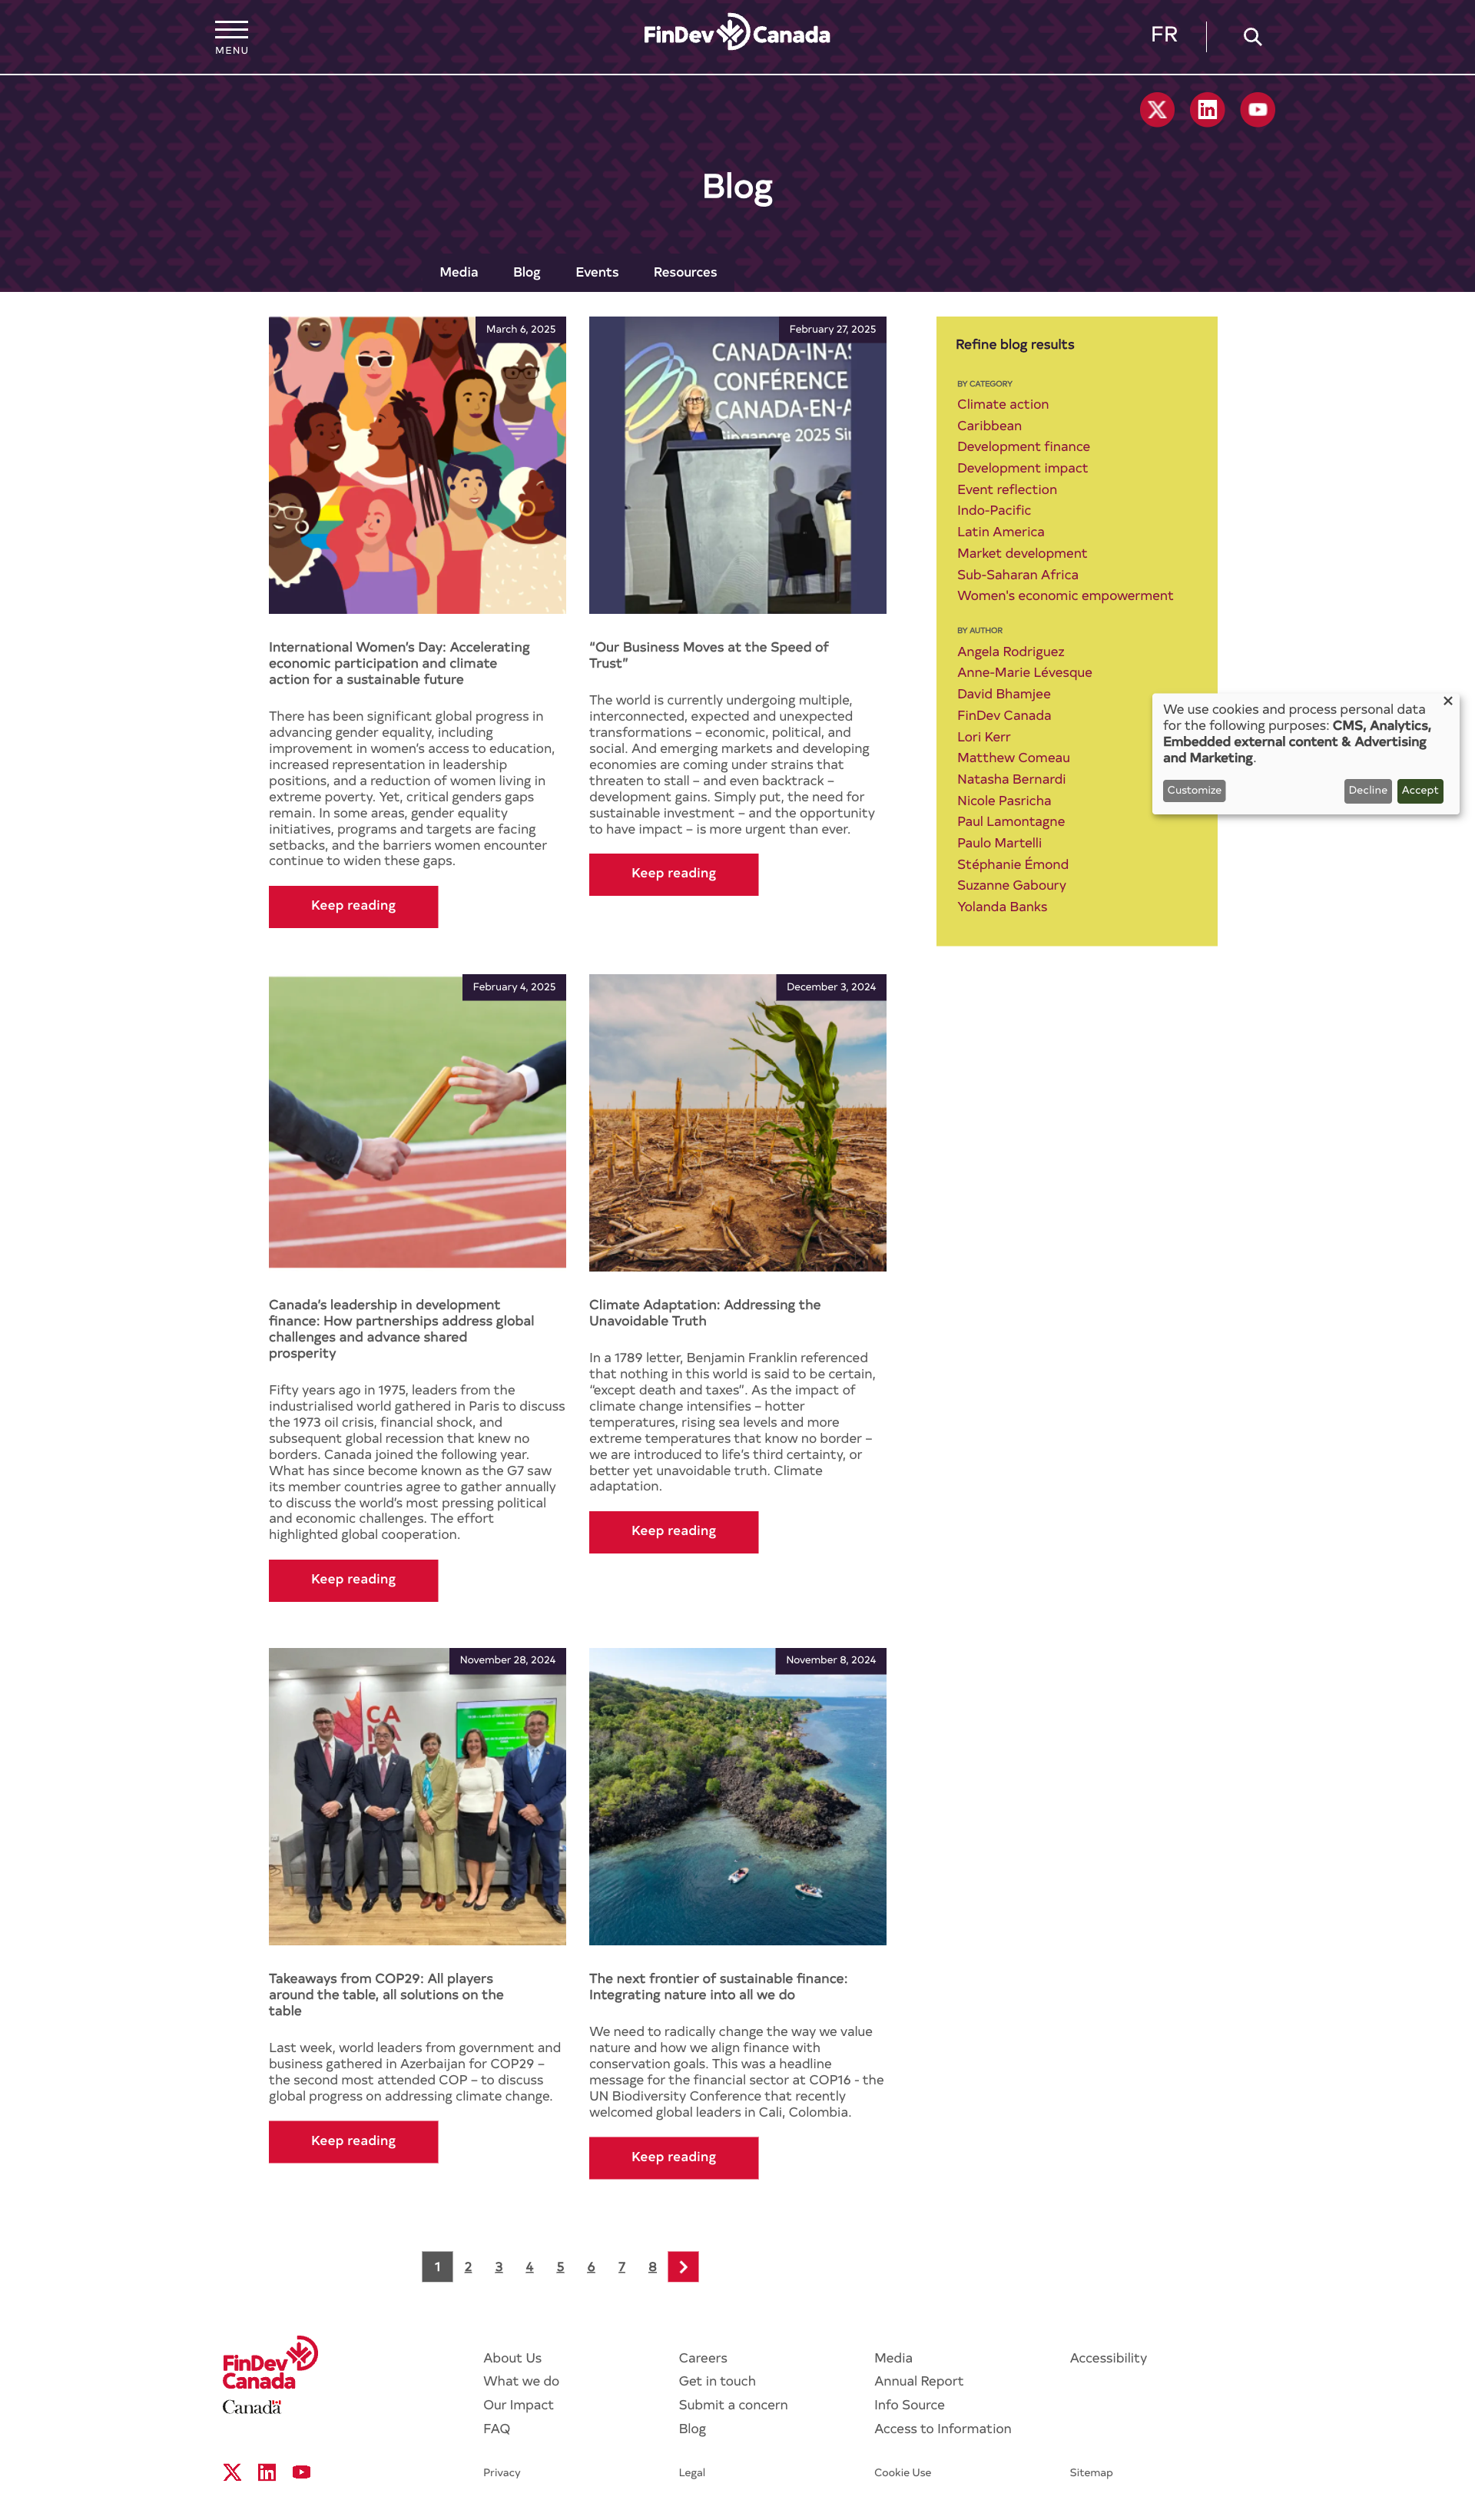 MENU
FinDev Canada
FR
Blog
Media Blog Events Resources
March 6, 2025
International Women’s Day: Accelerating
economic participation and climate
action for a sustainable future
There has been significant global progress in
advancing gender equality, including
improvement in women’s access to education,
increased representation in leadership
positions, and a reduction of women living in
extreme poverty. Yet, critical genders gaps
remain. In some areas, gender equality
initiatives, programs and targets are facing
setbacks, and the barriers women encounter
continue to widen these gaps.
Keep reading
February 27, 2025
CANADA-IN-AS
CONFÉRENCE
CANADA-EN-A
Singapore 2025 Sin
“Our Business Moves at the Speed of
Trust”
The world is currently undergoing multiple,
interconnected, expected and unexpected
transformations – economic, political, and
social. And emerging markets and developing
economies are coming under strains that
threaten to stall – and even backtrack –
development gains. Simply put, the need for
sustainable investment – and the opportunity
to have impact – is more urgent than ever.
Keep reading
Refine blog results
BY CATEGORY
Climate action
Caribbean
Development finance
Development impact
Event reflection
Indo-Pacific
Latin America
Market development
Sub-Saharan Africa
Women's economic empowerment
BY AUTHOR
Angela Rodriguez
Anne-Marie Lévesque
David Bhamjee
FinDev Canada
Lori Kerr
Matthew Comeau
Natasha Bernardi
Nicole Pasricha
Paul Lamontagne
Paulo Martelli
Stéphanie Émond
Suzanne Gaboury
Yolanda Banks
We use cookies and process personal data
for the following purposes: CMS, Analytics,
Embedded external content & Advertising
and Marketing.
Customize Decline Accept
February 4, 2025
Canada’s leadership in development
finance: How partnerships address global
challenges and advance shared
prosperity
Fifty years ago in 1975, leaders from the
industrialised world gathered in Paris to discuss
the 1973 oil crisis, financial shock, and
subsequent global recession that knew no
borders. Canada joined the following year.
What has since become known as the G7 saw
its member countries agree to gather annually
to discuss the world’s most pressing political
and economic challenges. The effort
highlighted global cooperation.
Keep reading
December 3, 2024
Climate Adaptation: Addressing the
Unavoidable Truth
In a 1789 letter, Benjamin Franklin referenced
that nothing in this world is said to be certain,
“except death and taxes”. As the impact of
climate change intensifies – hotter
temperatures, rising sea levels and more
extreme temperatures that know no border –
we are introduced to life’s third certainty, or
better yet unavoidable truth. Climate
adaptation.
Keep reading
November 28, 2024
CA
NA
Takeaways from COP29: All players
around the table, all solutions on the
table
Last week, world leaders from government and
business gathered in Azerbaijan for COP29 –
the second most attended COP – to discuss
global progress on addressing climate change.
Keep reading
November 8, 2024
The next frontier of sustainable finance:
Integrating nature into all we do
We need to radically change the way we value
nature and how we align finance with
conservation goals. This was a headline
message for the financial sector at COP16 - the
UN Biodiversity Conference that recently
welcomed global leaders in Cali, Colombia.
Keep reading
1 2 3 4 5 6 7 8
FinDev
Canada
Canada
About Us
What we do
Our Impact
FAQ
Careers
Get in touch
Submit a concern
Blog
Media
Annual Report
Info Source
Access to Information
Accessibility
Privacy Legal Cookie Use Sitemap